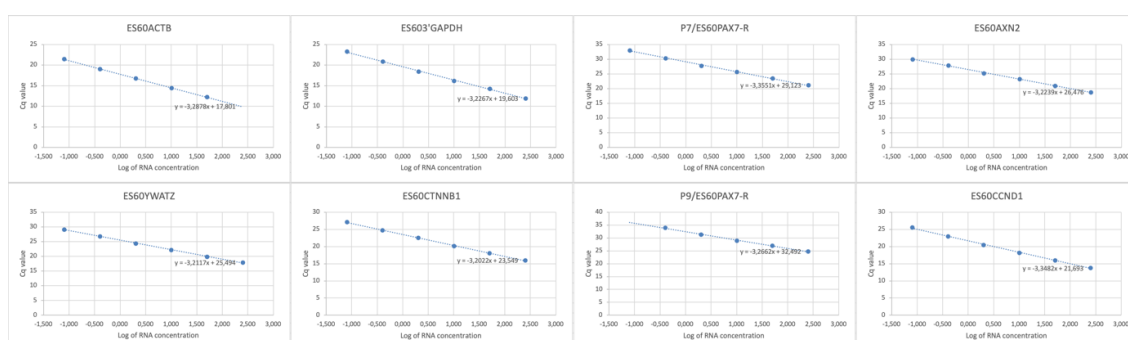 ES60ACTB
25
20
15
10
5
0
Cq value
y = -3,2878x + 17,801
-1,500 -1,000 -0,500 0,000 0,500 1,000 1,500 2,000 2,500 3,000
Log of RNA concentration
ES603'GAPDH
25
20
15
10
5
0
Cq value
y = -3,2267x + 19,603
-1,500 -1,000 -0,500 0,000 0,500 1,000 1,500 2,000 2,500 3,000
Log of RNA concentration
P7/ES60PAX7-R
35
30
25
20
15
10
5
0
Cq value
y = -3,3551x + 29,123
-1,500 -1,000 -0,500 0,000 0,500 1,000 1,500 2,000 2,500 3,000
Log of RNA concentration
ES60AXN2
35
30
25
20
15
10
5
0
Cq value
y = -3,2239x + 26,476
-1,500 -1,000 -0,500 0,000 0,500 1,000 1,500 2,000 2,500 3,000
Log of RNA concentration
ES60YWATZ
35
30
25
20
15
10
5
0
Cq value
y = -3,2117x + 25,494
-1,500 -1,000 -0,500 0,000 0,500 1,000 1,500 2,000 2,500 3,000
Log of RNA concentration
ES60CTNNB1
30
25
20
15
10
5
0
Cq value
y = -3,2022x + 23,549
-1,500 -1,000 -0,500 0,000 0,500 1,000 1,500 2,000 2,500 3,000
Log of RNA concentration
P9/ES60PAX7-R
40
35
30
25
20
15
10
5
0
Cq value
y = -3,2662x + 32,492
-1,500 -1,000 -0,500 0,000 0,500 1,000 1,500 2,000 2,500 3,000
Log of RNA concentration
ES60CCND1
30
25
20
15
10
5
0
Cq value
y = -3,3482x + 21,693
-1,500 -1,000 -0,500 0,000 0,500 1,000 1,500 2,000 2,500 3,000
Log of RNA concentration